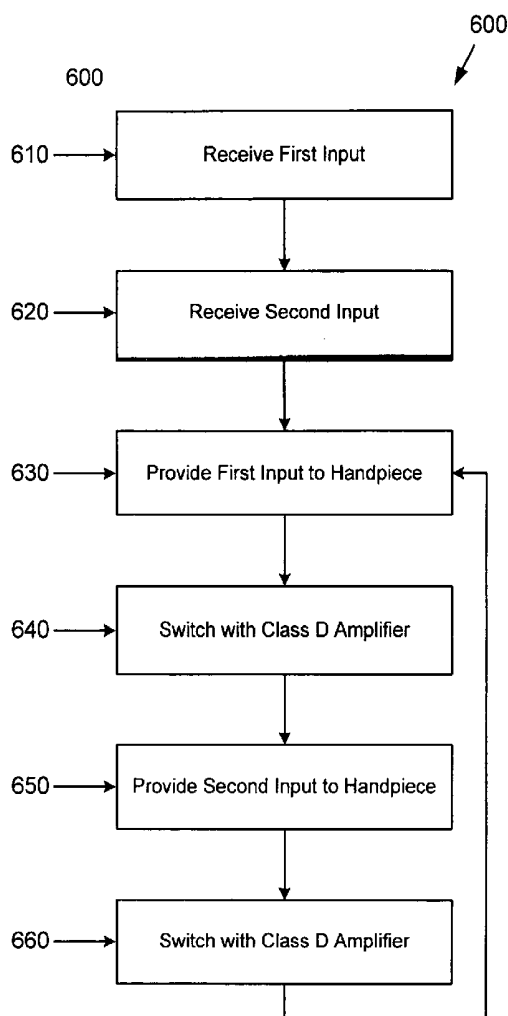 600
600
610 Receive First Input
620 Receive Second Input
630 Provide First Input to Handpiece
640 Switch with Class D Amplifier
650 Provide Second Input to Handpiece
660 Switch with Class D Amplifier